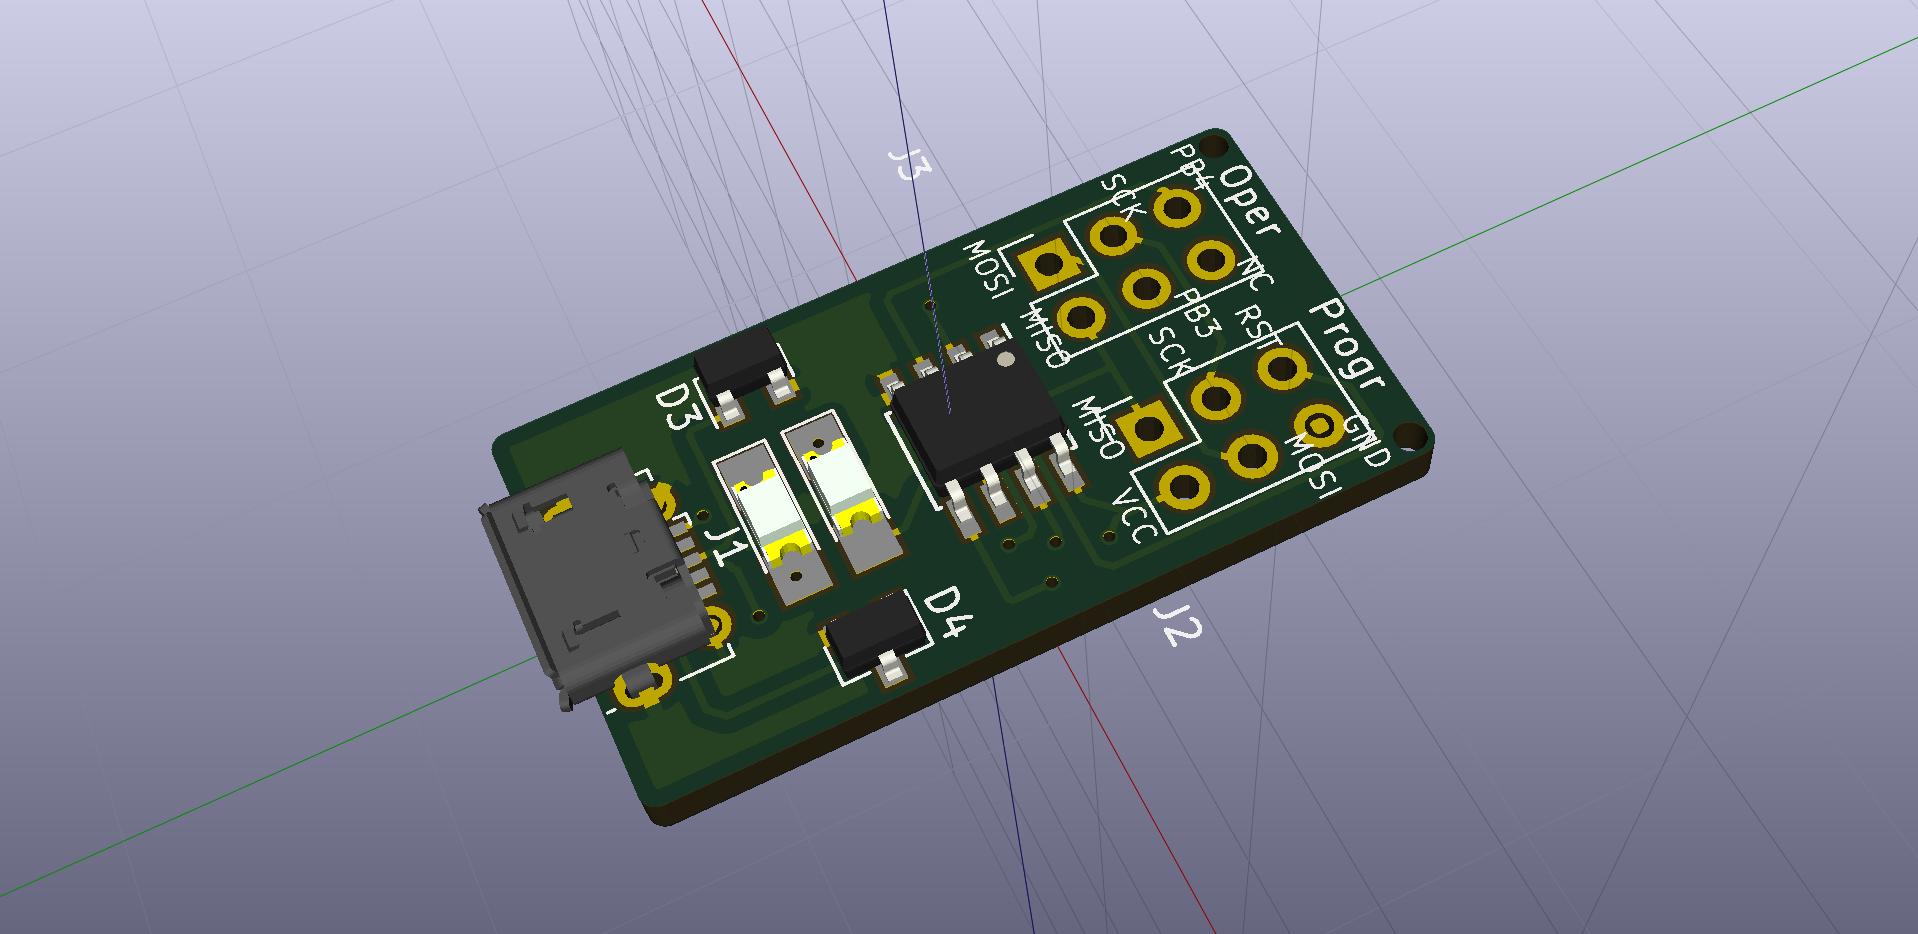 J3
PB4
Oper
SCK
MOSI
NC
PB3
MISO
RST
Progr
SCK
MISO
GND
MOSI
VCC
D3
J1
D4
J2